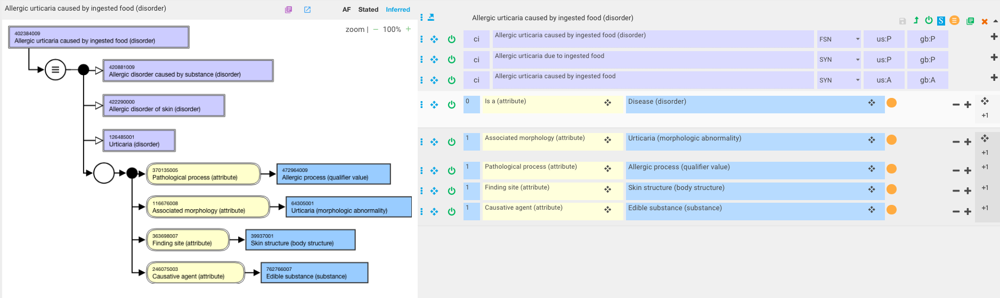 Allergic urticaria caused by ingested food (disorder)
AF Stated Inferred
zoom | − 100% +
402384009
Allergic urticaria caused by ingested food (disorder)
420881009
Allergic disorder caused by substance (disorder)
422290000
Allergic disorder of skin (disorder)
126485001
Urticaria (disorder)
370135005
Pathological process (attribute)
472964009
Allergic process (qualifier value)
116676008
Associated morphology (attribute)
64305001
Urticaria (morphologic abnormality)
363698007
Finding site (attribute)
39937001
Skin structure (body structure)
246075003
Causative agent (attribute)
762766007
Edible substance (substance)
Allergic urticaria caused by ingested food (disorder)
S
ci Allergic urticaria caused by ingested food (disorder) FSN us:P gb:P
ci Allergic urticaria due to ingested food SYN us:P gb:P
ci Allergic urticaria caused by ingested food SYN us:A gb:A
0 Is a (attribute) Disease (disorder)
+1
1 Associated morphology (attribute) Urticaria (morphologic abnormality)
+1
1 Pathological process (attribute) Allergic process (qualifier value) +1
1 Finding site (attribute) Skin structure (body structure) +1
1 Causative agent (attribute) Edible substance (substance) +1